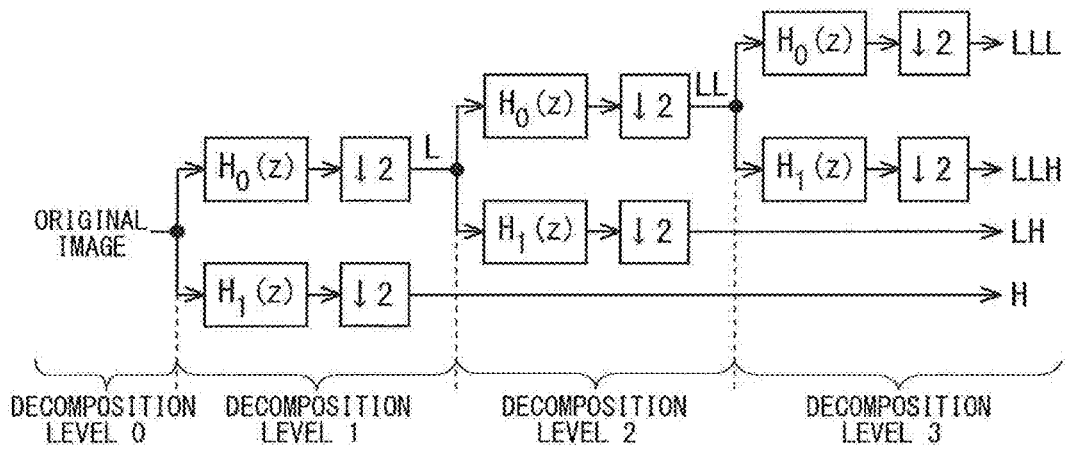 H0(z) ↓2 LLL
LL
H0(z) ↓2
L
H0(z) ↓2
H1(z) ↓2 LLH
ORIGINAL
IMAGE
H1(z) ↓2 LH
H1(z) ↓2 H
DECOMPOSITION
LEVEL 0
DECOMPOSITION
LEVEL 1
DECOMPOSITION
LEVEL 2
DECOMPOSITION
LEVEL 3